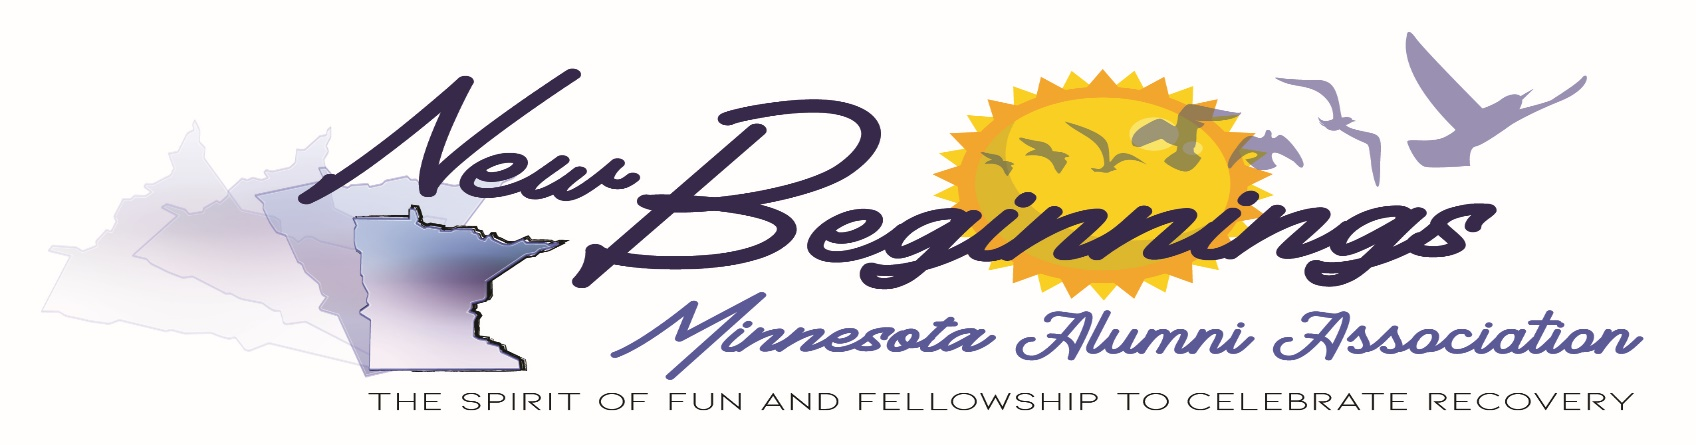 New Beginnings
Minnesota Alumni Association
THE SPIRIT OF FUN AND FELLOWSHIP TO CELEBRATE RECOVERY